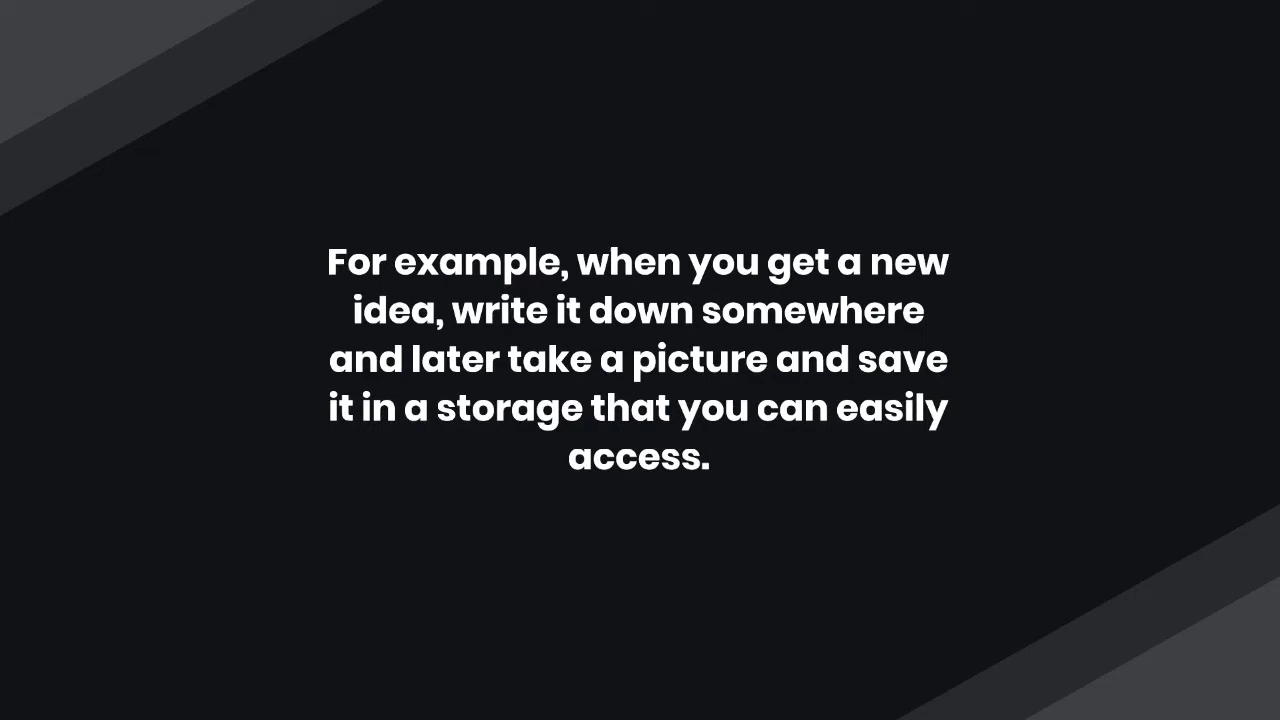 For example, when you get a new
idea, write it down somewhere
and later take a picture and save
it in a storage that you can easily
access.